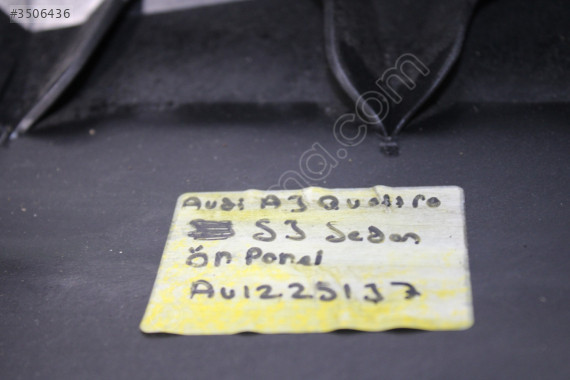 #3506436
Audi A3 Quattro
S3 Sedan
Ön Panel
AU1225137